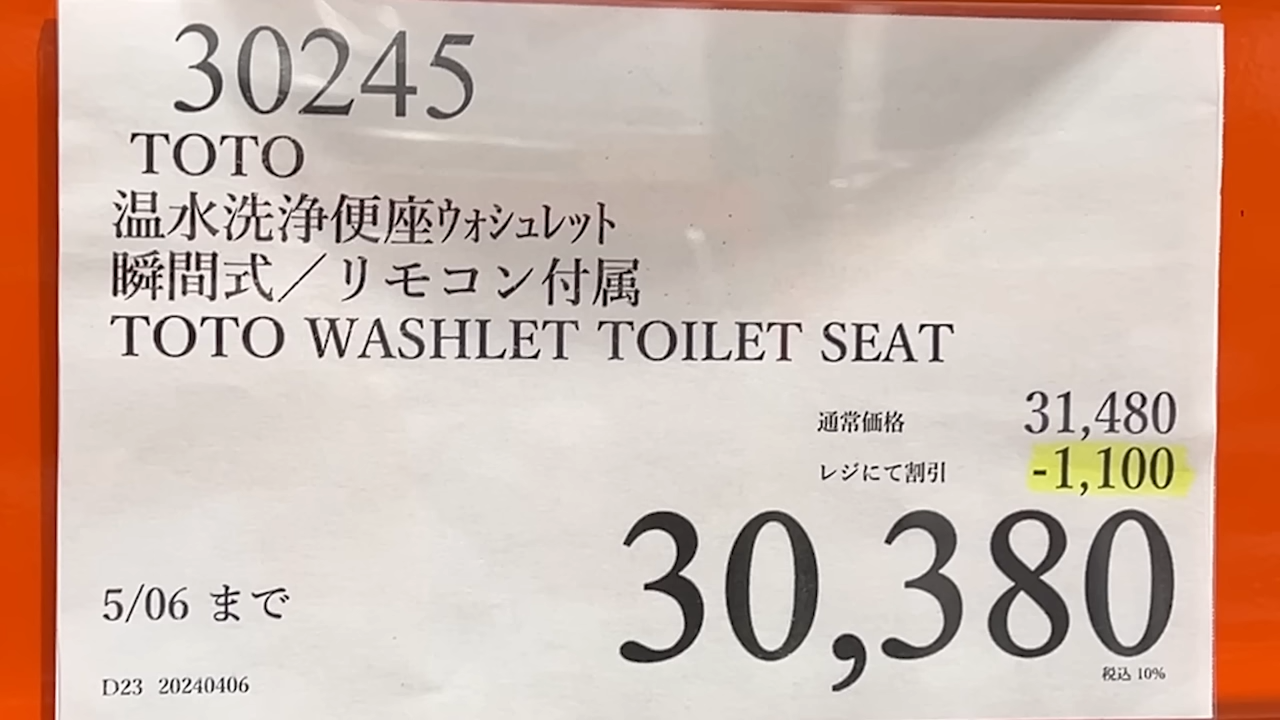 30245
TOTO
温水洗浄便座ウォシュレット
瞬間式／リモコン付属
TOTO WASHLET TOILET SEAT
通常価格 31,480
レジにて割引 -1,100
30,380
税込 10%
5/06 まで
D23 20240406